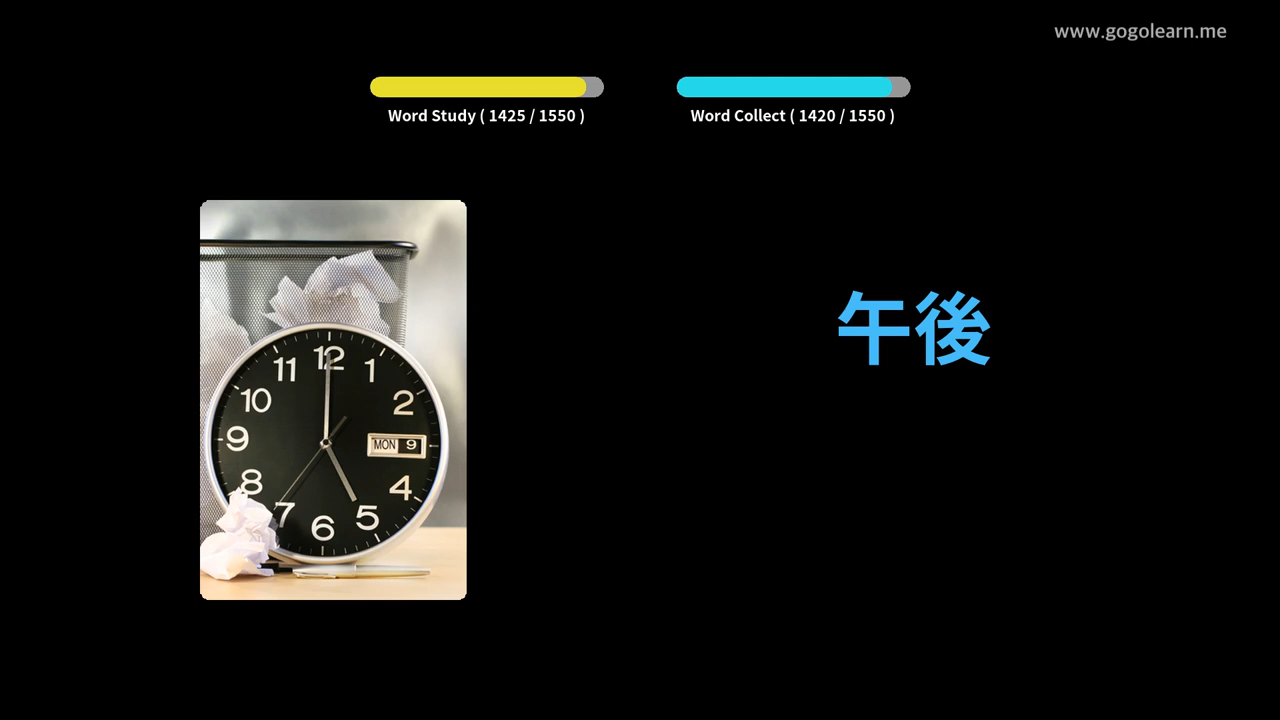 www.gogolearn.me
Word Study ( 1425 / 1550 )
Word Collect ( 1420 / 1550 )
午後
12
11
1
10
2
9
MON 9
8
4
7
5
6